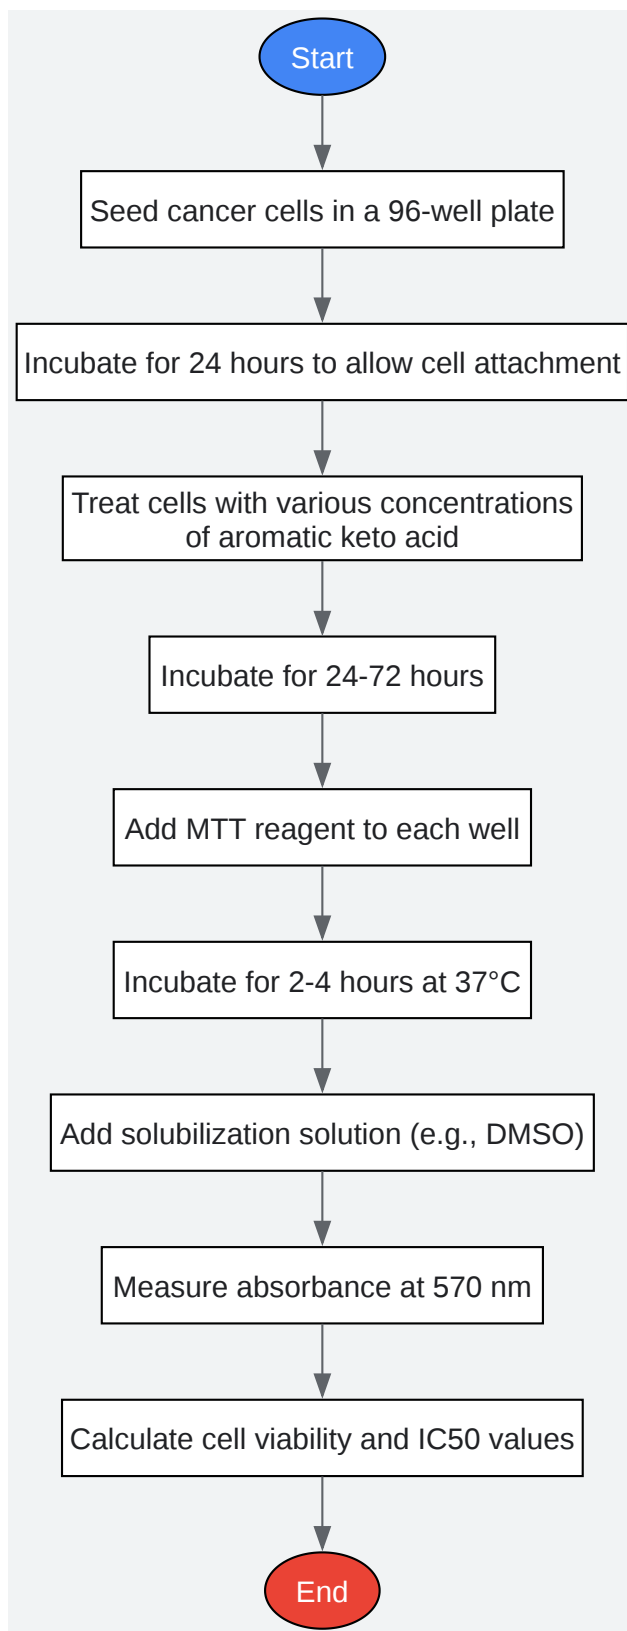 Start
Seed cancer cells in a 96-well plate
Incubate for 24 hours to allow cell attachment
Treat cells with various concentrations
of aromatic keto acid
Incubate for 24-72 hours
Add MTT reagent to each well
Incubate for 2-4 hours at 37°C
Add solubilization solution (e.g., DMSO)
Measure absorbance at 570 nm
Calculate cell viability and IC50 values
End